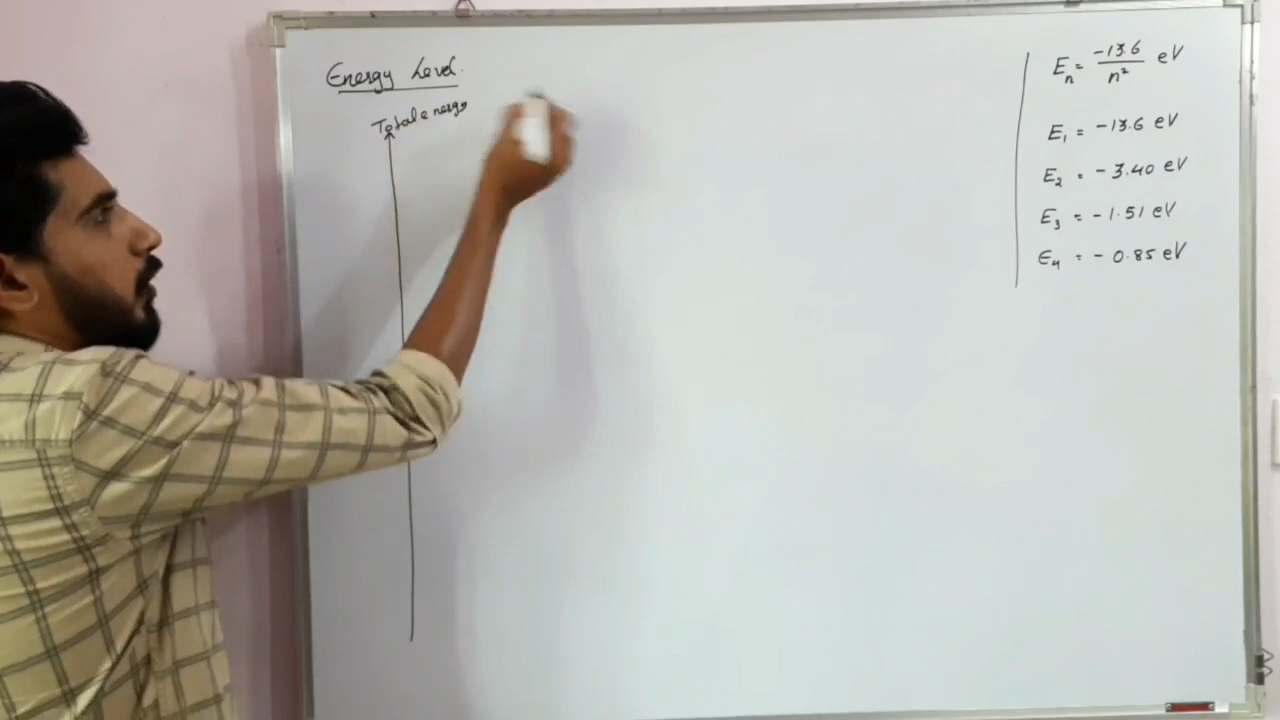 Energy Level.
Total energy
Eₙ = -13.6/n² eV
E₁ = -13.6 eV
E₂ = -3.40 eV
E₃ = -1.51 eV
E₄ = -0.85 eV